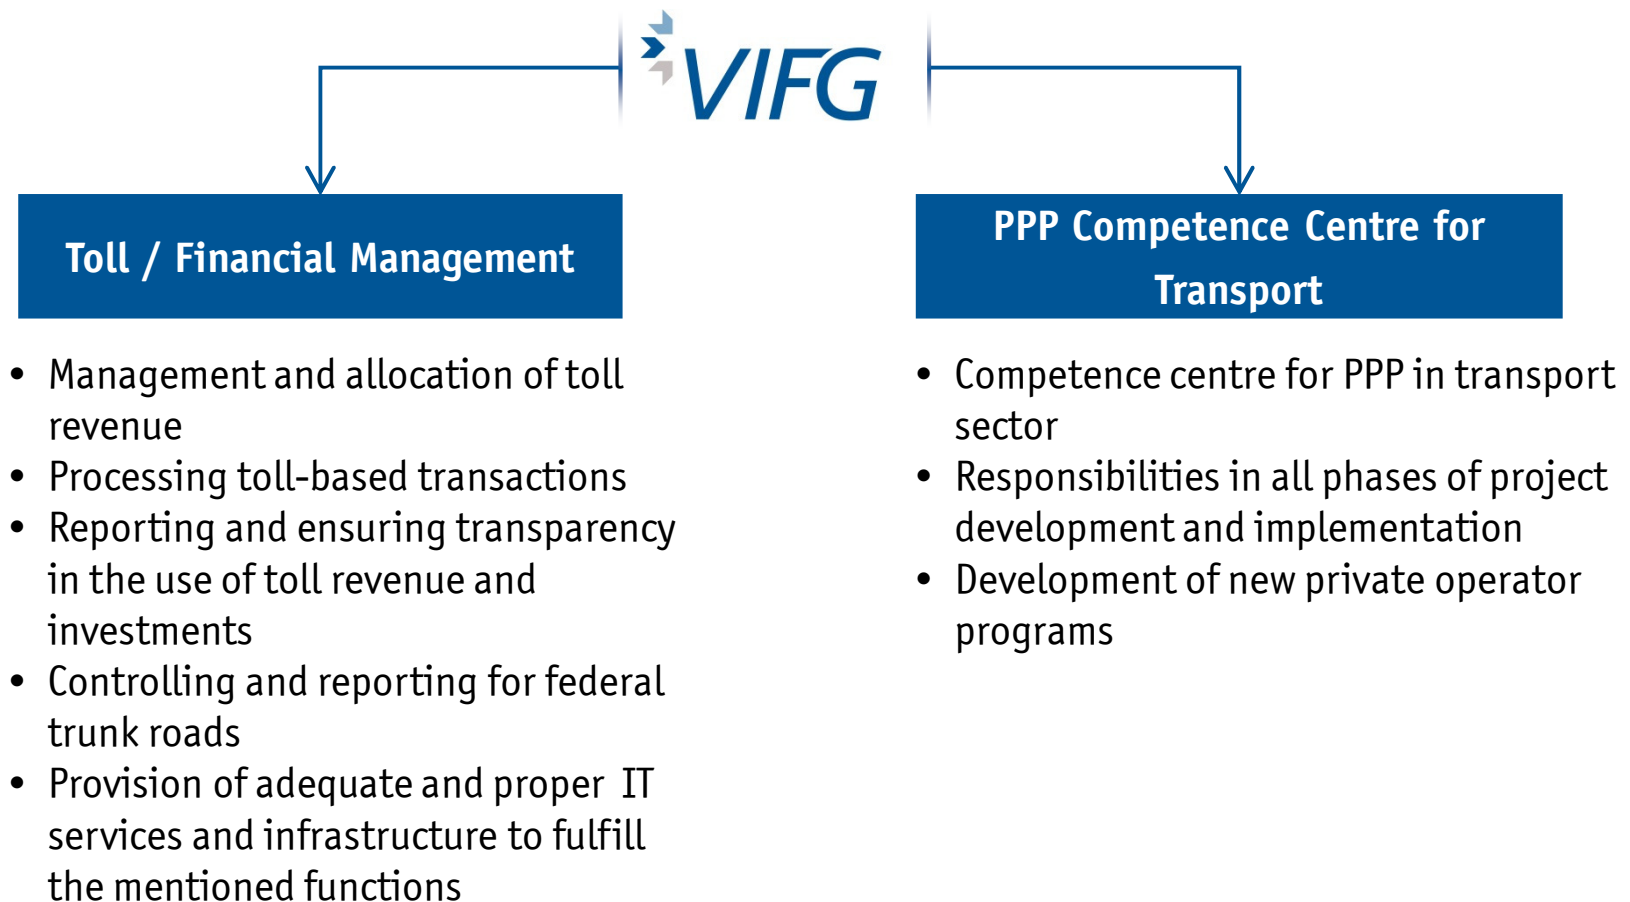 VIFG
Toll / Financial Management
• Management and allocation of toll
revenue
• Processing toll-based transactions
• Reporting and ensuring transparency
in the use of toll revenue and
investments
• Controlling and reporting for federal
trunk roads
• Provision of adequate and proper IT
services and infrastructure to fulfill
the mentioned functions
PPP Competence Centre for
Transport
• Competence centre for PPP in transport
sector
• Responsibilities in all phases of project
development and implementation
• Development of new private operator
programs